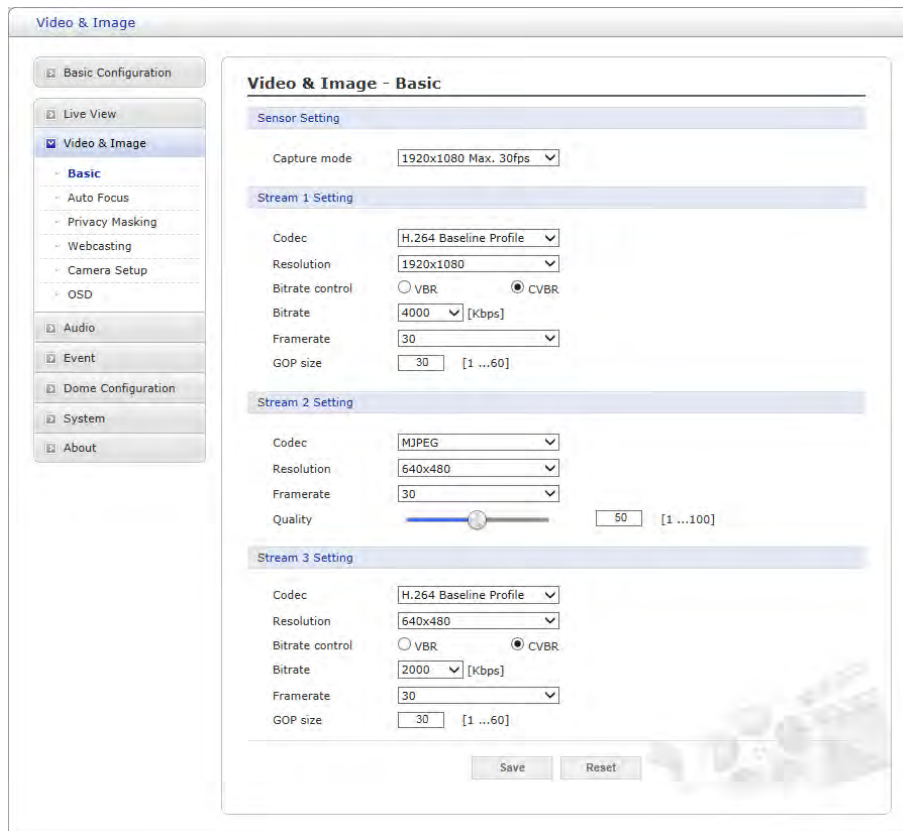 Video & Image
Basic Configuration
Live View
Video & Image
Basic
Auto Focus
Privacy Masking
Webcasting
Camera Setup
OSD
Audio
Event
Dome Configuration
System
About
Video & Image - Basic
Sensor Setting
Capture mode 1920x1080 Max. 30fps
Stream 1 Setting
Codec H.264 Baseline Profile
Resolution 1920x1080
Bitrate control VBR CVBR
Bitrate 4000 [Kbps]
Framerate 30
GOP size 30 [1 ...60]
Stream 2 Setting
Codec MJPEG
Resolution 640x480
Framerate 30
Quality 50 [1 ...100]
Stream 3 Setting
Codec H.264 Baseline Profile
Resolution 640x480
Bitrate control VBR CVBR
Bitrate 2000 [Kbps]
Framerate 30
GOP size 30 [1 ...60]
Save Reset